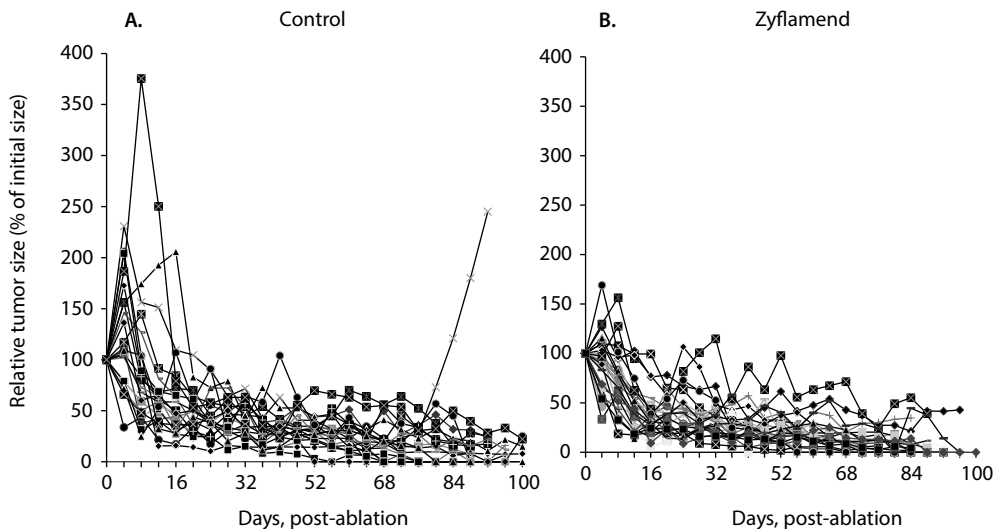 A. Control
B. Zyflamend
Relative tumor size (% of initial size)
400
350
300
250
200
150
100
50
0
0 16 32 52 68 84 100
Days, post-ablation
400
350
300
250
200
150
100
50
0
0 16 32 52 68 84 100
Days, post-ablation